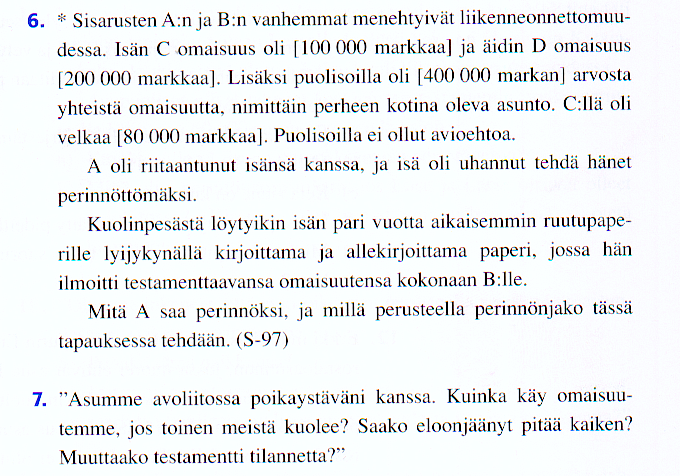 6. * Sisarusten A:n ja B:n vanhemmat menehtyivät liikenneonnettomuu-
dessa. Isän C omaisuus oli [100 000 markkaa] ja äidin D omaisuus
[200 000 markkaa]. Lisäksi puolisoilla oli [400 000 markan] arvosta
yhteistä omaisuutta, nimittäin perheen kotina oleva asunto. C:llä oli
velkaa [80 000 markkaa]. Puolisoilla ei ollut avioehtoa.
A oli riitaantunut isänsä kanssa, ja isä oli uhannut tehdä hänet
perinnöttömäksi.
Kuolinpesästä löytyikin isän pari vuotta aikaisemmin ruutupape-
rille lyijykynällä kirjoittama ja allekirjoittama paperi, jossa hän
ilmoitti testamenttaavansa omaisuutensa kokonaan B:lle.
Mitä A saa perinnöksi, ja millä perusteella perinnönjako tässä
tapauksessa tehdään. (S-97)
7. ”Asumme avoliitossa poikaystäväni kanssa. Kuinka käy omaisuu-
temme, jos toinen meistä kuolee? Saako eloonjäänyt pitää kaiken?
Muuttaako testamentti tilannetta?”